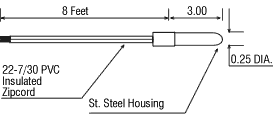 8 Feet
3.00
0.25 DIA.
22-7/30 PVC
Insulated
Zipcord
St. Steel Housing